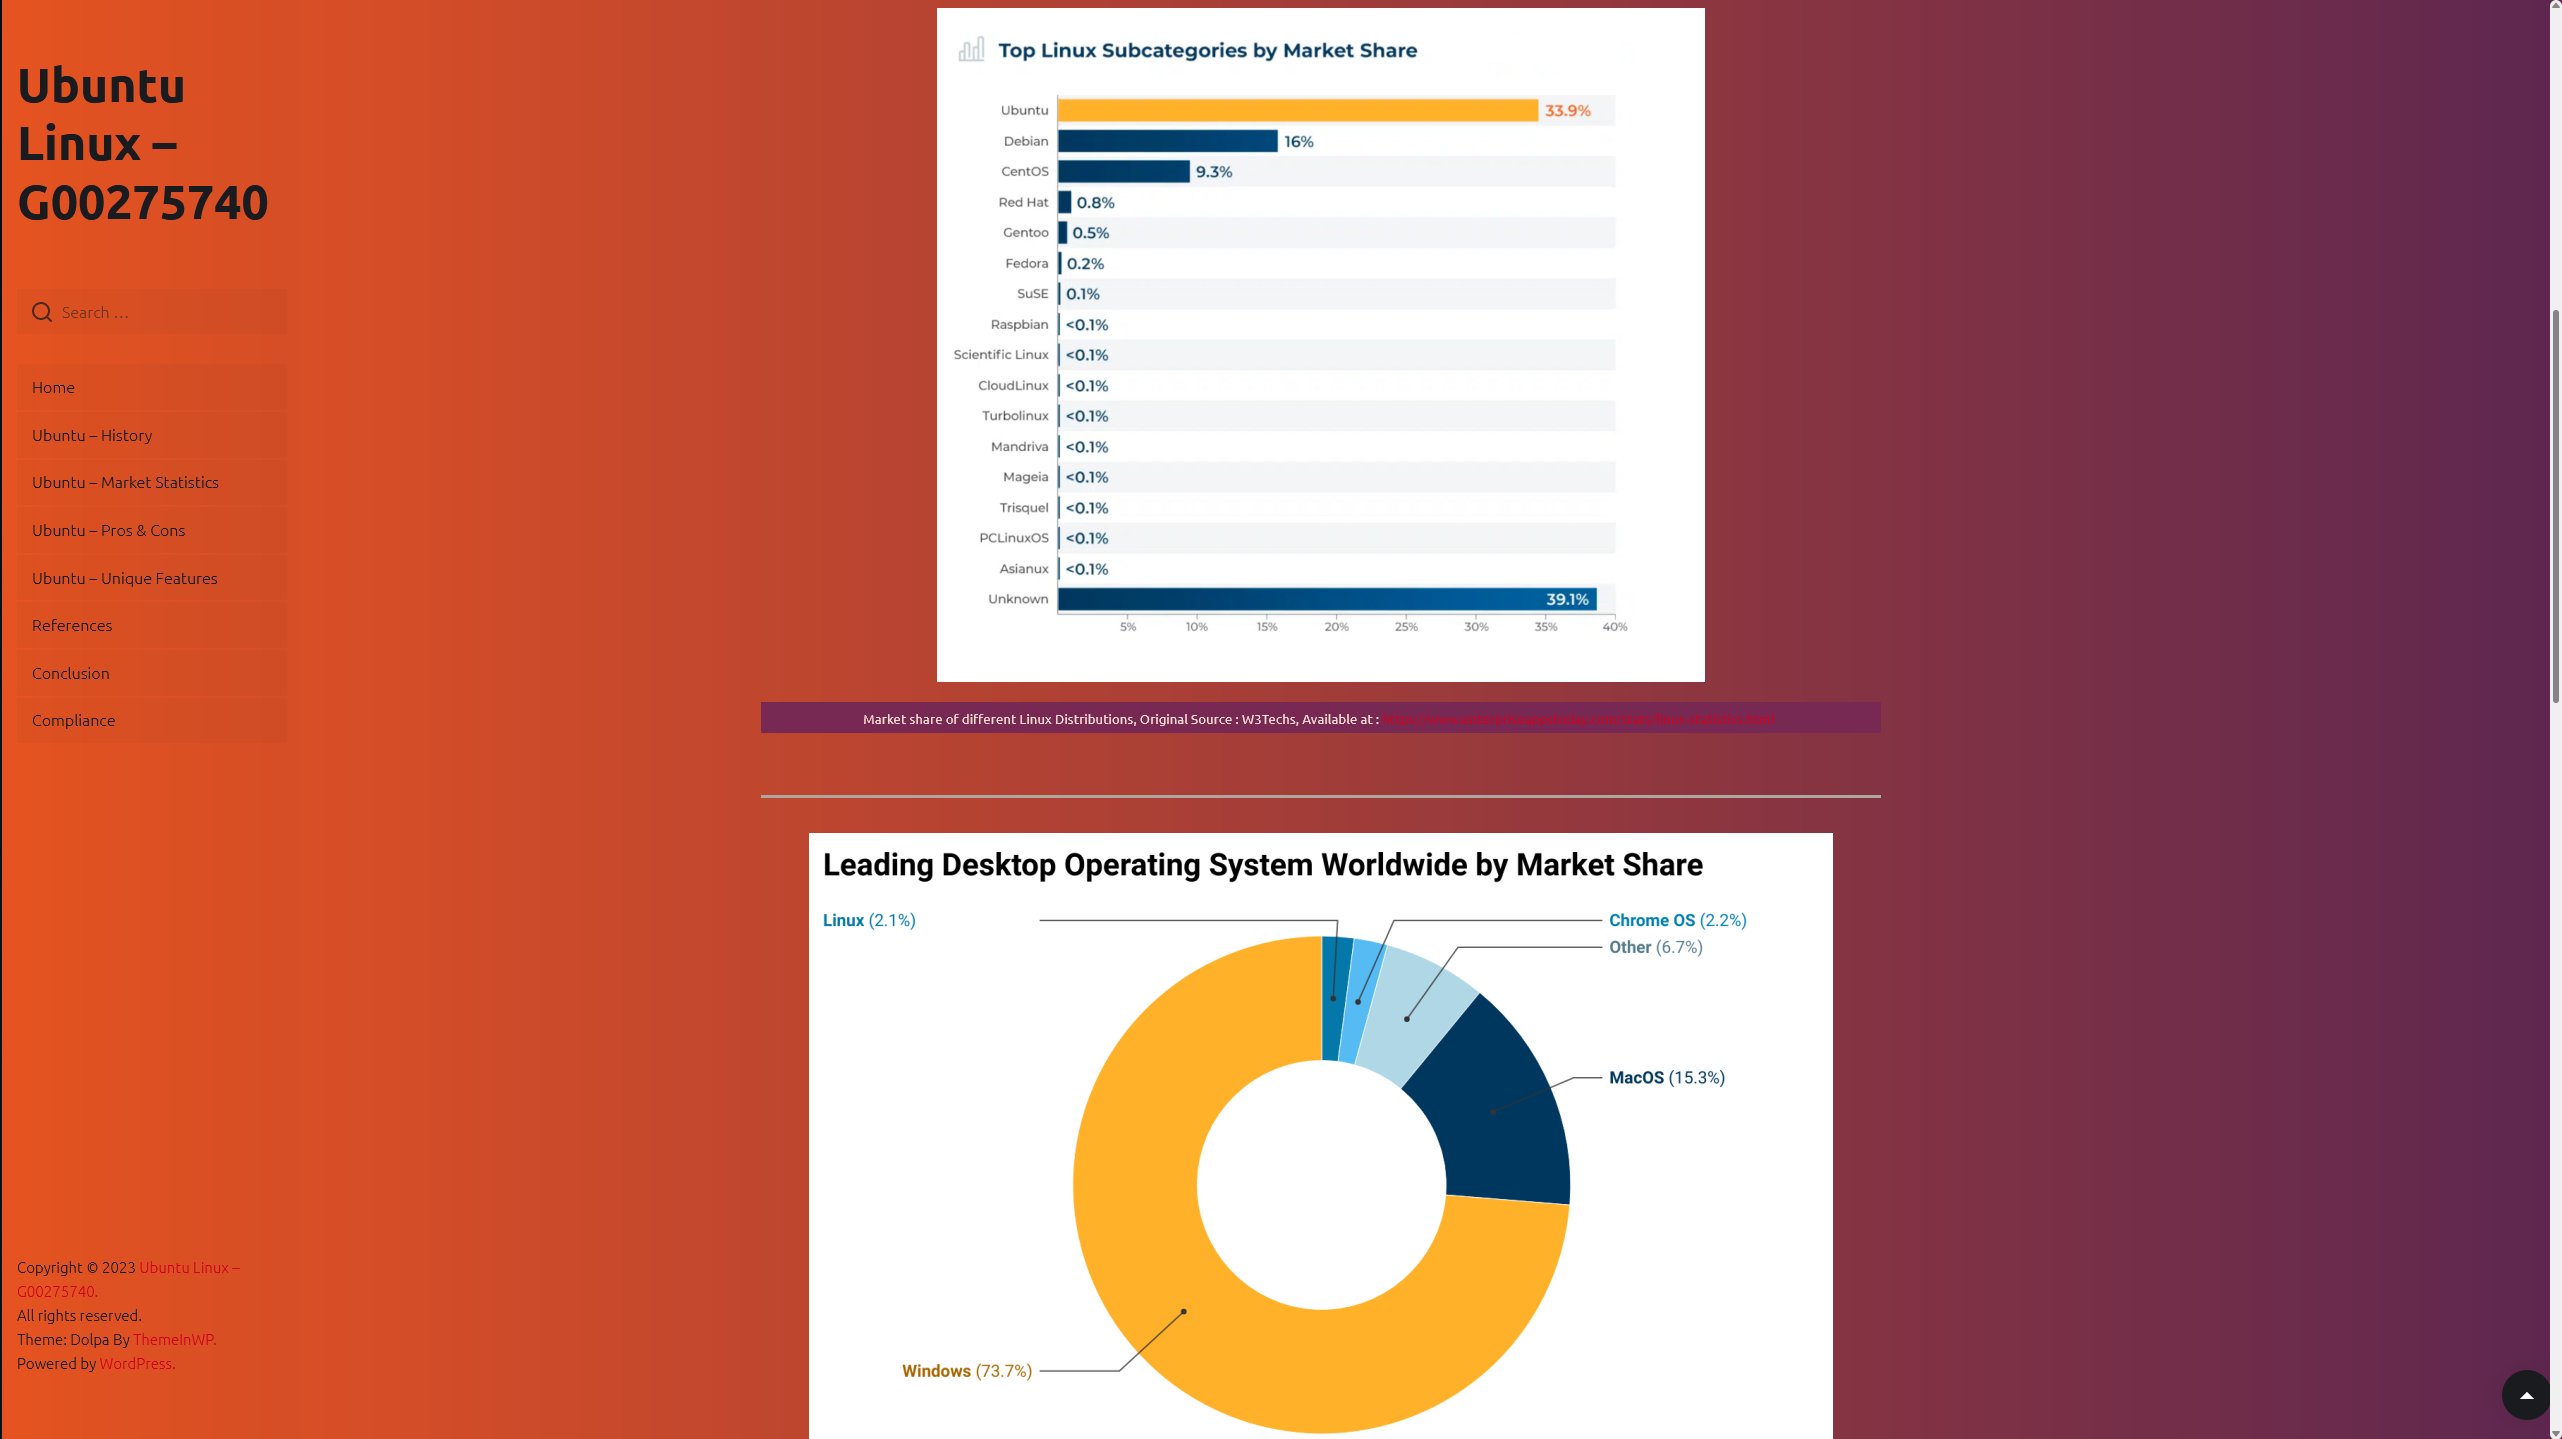 Ubuntu
Linux –
G00275740
Search …
Home
Ubuntu – History
Ubuntu – Market Statistics
Ubuntu – Pros & Cons
Ubuntu – Unique Features
References
Conclusion
Compliance
Copyright © 2023 Ubuntu Linux –
G00275740.
All rights reserved.
Theme: Dolpa By ThemeInWP.
Powered by WordPress.
Top Linux Subcategories by Market Share
Ubuntu 33.9%
Debian 16%
CentOS 9.3%
Red Hat 0.8%
Gentoo 0.5%
Fedora 0.2%
SuSE 0.1%
Raspbian <0.1%
Scientific Linux <0.1%
CloudLinux <0.1%
Turbolinux <0.1%
Mandriva <0.1%
Mageia <0.1%
Trisquel <0.1%
PCLinuxOS <0.1%
Asianux <0.1%
Unknown 39.1%
5% 10% 15% 20% 25% 30% 35% 40%
Market share of different Linux Distributions, Original Source : W3Techs, Available at :
Leading Desktop Operating System Worldwide by Market Share
Linux (2.1%)
Chrome OS (2.2%)
Other (6.7%)
MacOS (15.3%)
Windows (73.7%)